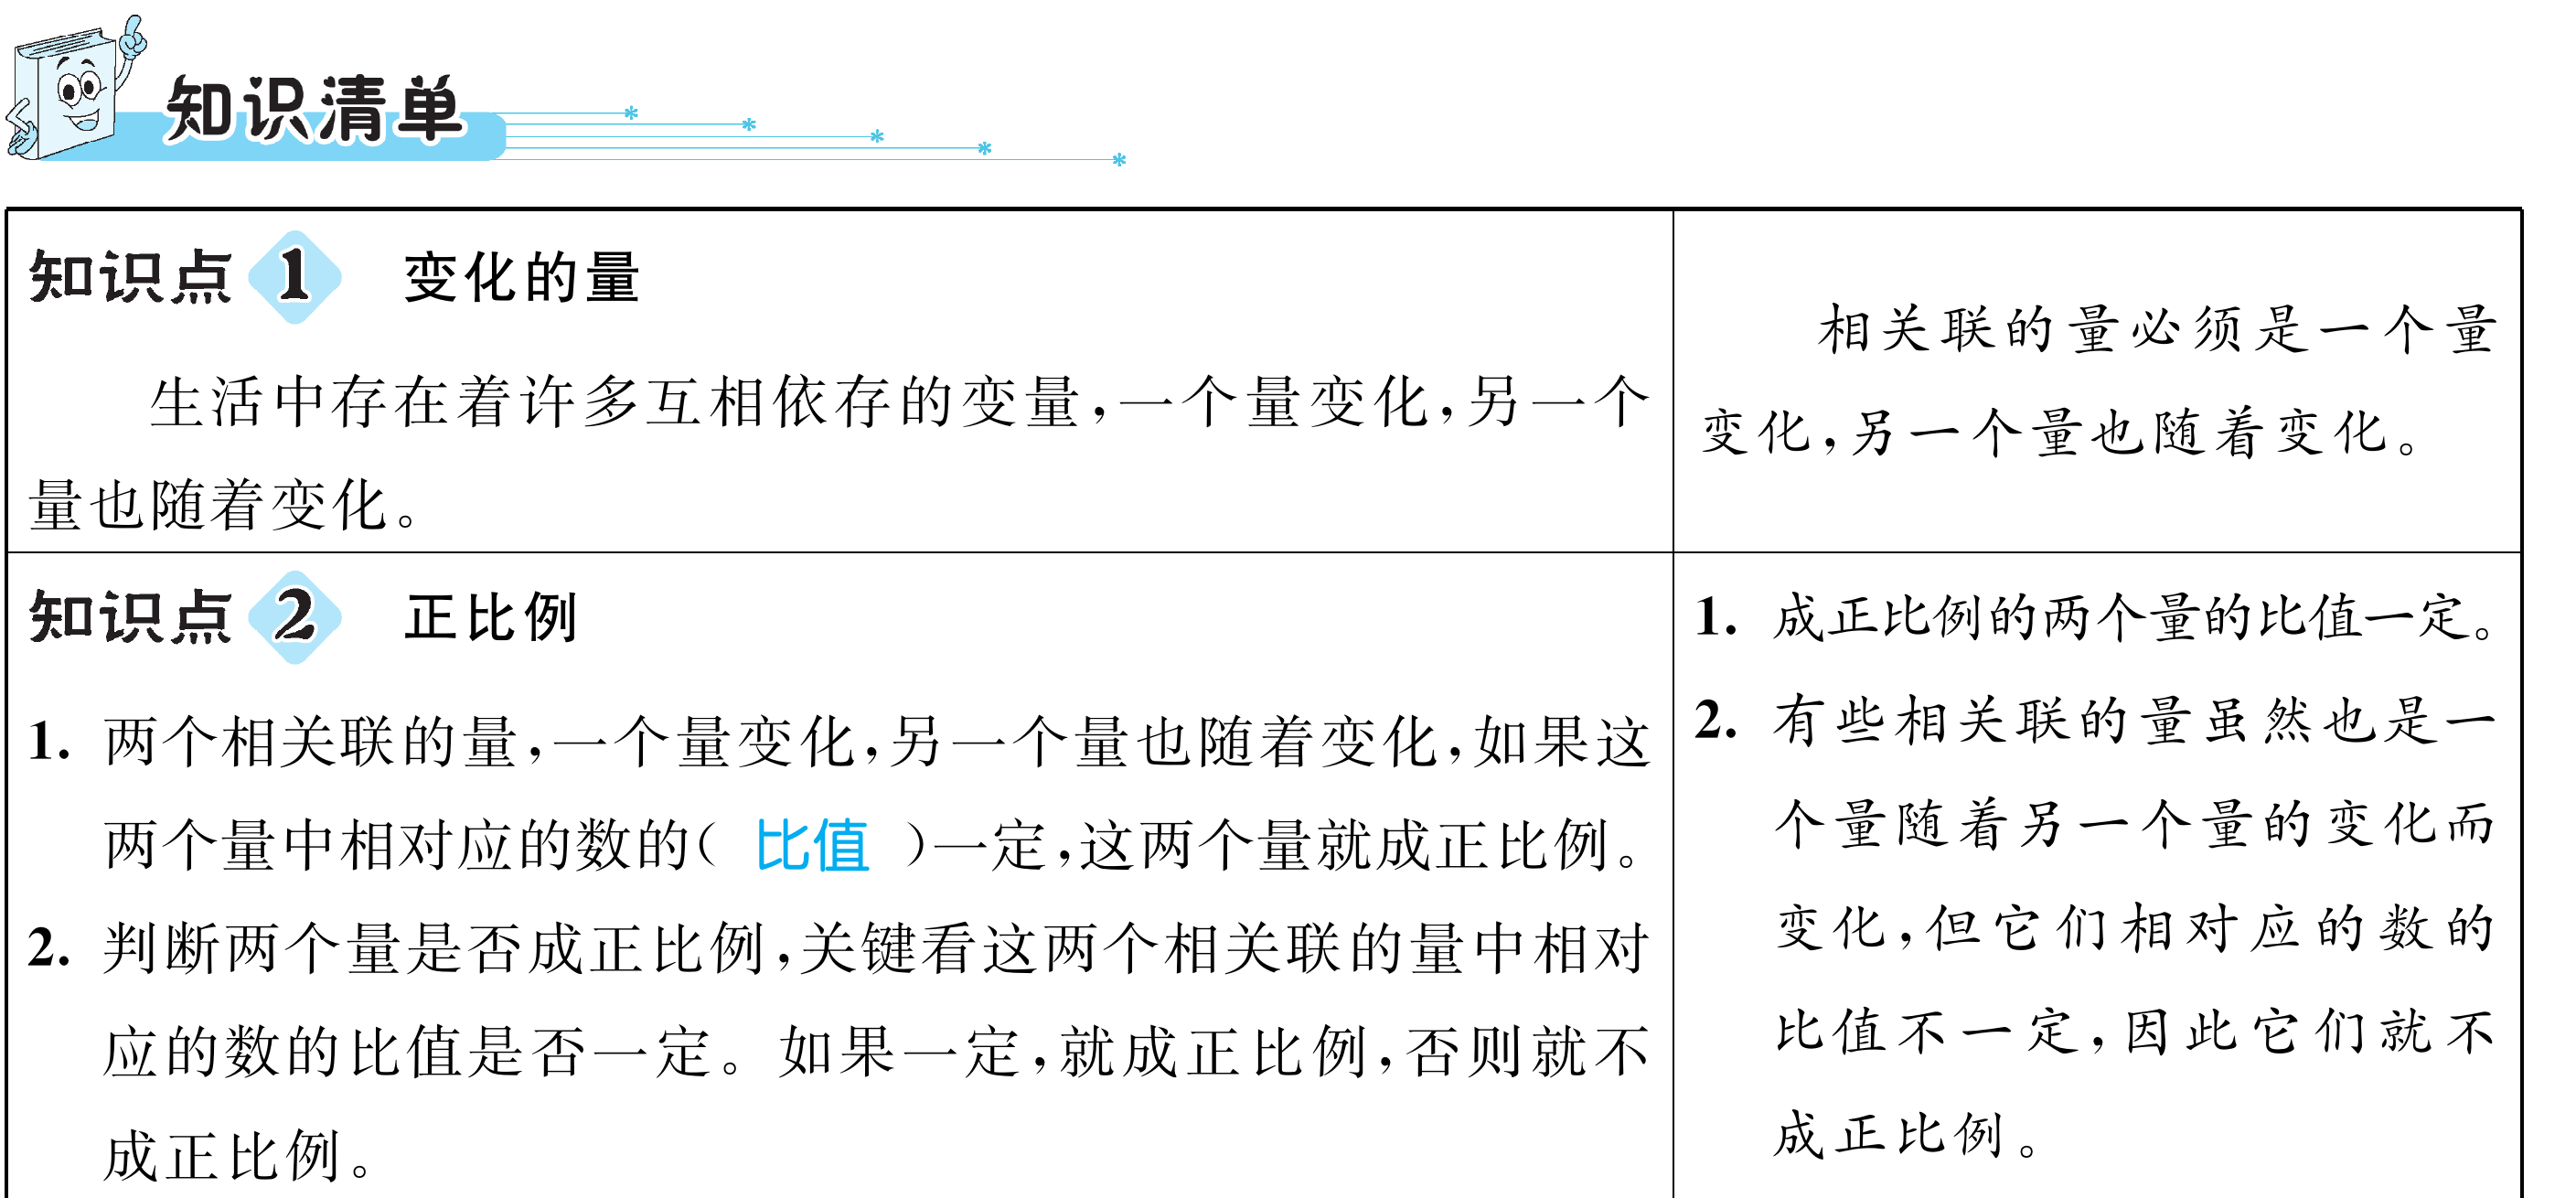 知识清单
知识点 1 变化的量
生活中存在着许多互相依存的变量,一个量变化,另一个
量也随着变化。
相关联的量必须是一个量
变化,另一个量也随着变化。
知识点 2 正比例
1. 两个相关联的量,一个量变化,另一个量也随着变化,如果这
两个量中相对应的数的( 比值 )一定,这两个量就成正比例。
2. 判断两个量是否成正比例,关键看这两个相关联的量中相对
应的数的比值是否一定。如果一定,就成正比例,否则就不
成正比例。
1. 成正比例的两个量的比值一定。
2. 有些相关联的量虽然也是一
个量随着另一个量的变化而
变化,但它们相对应的数的
比值不一定,因此它们就不
成正比例。